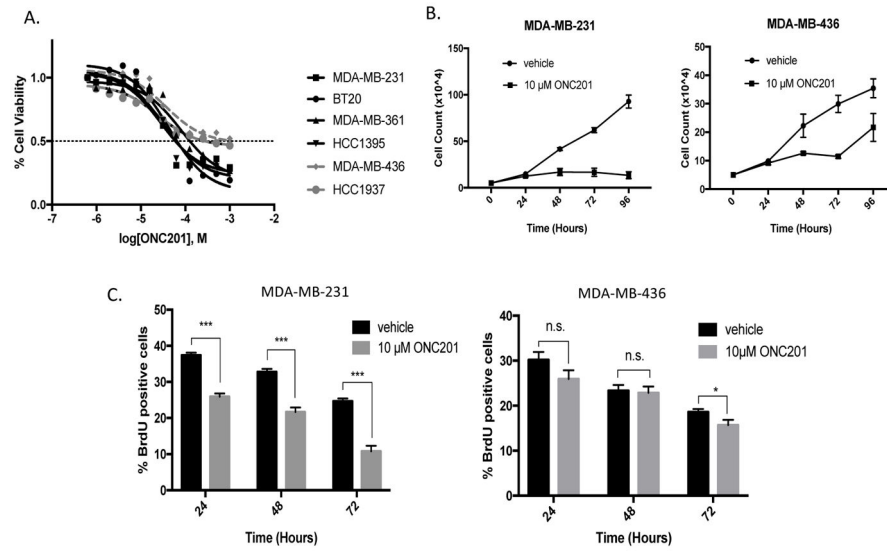 A.
% Cell Viability
1.0
0.5
0.0
-7 -6 -5 -4 -3 -2
log[ONC201], M
MDA-MB-231
BT20
MDA-MB-361
HCC1395
MDA-MB-436
HCC1937
B.
MDA-MB-231
Cell Count (x10^4)
150
100
50
0
vehicle
10 µM ONC201
0 24 48 72 96
Time (Hours)
MDA-MB-436
Cell Count (x10^4)
50
40
30
20
10
0
vehicle
10 µM ONC201
0 24 48 72 96
Time (Hours)
C.
MDA-MB-231
% BrdU positive cells
50
40
30
20
10
0
***
***
***
vehicle
10 µM ONC201
24 48 72
Time (Hours)
MDA-MB-436
% BrdU positive cells
40
30
20
10
0
n.s.
n.s.
*
vehicle
10µM ONC201
24 48 72
Time (Hours)